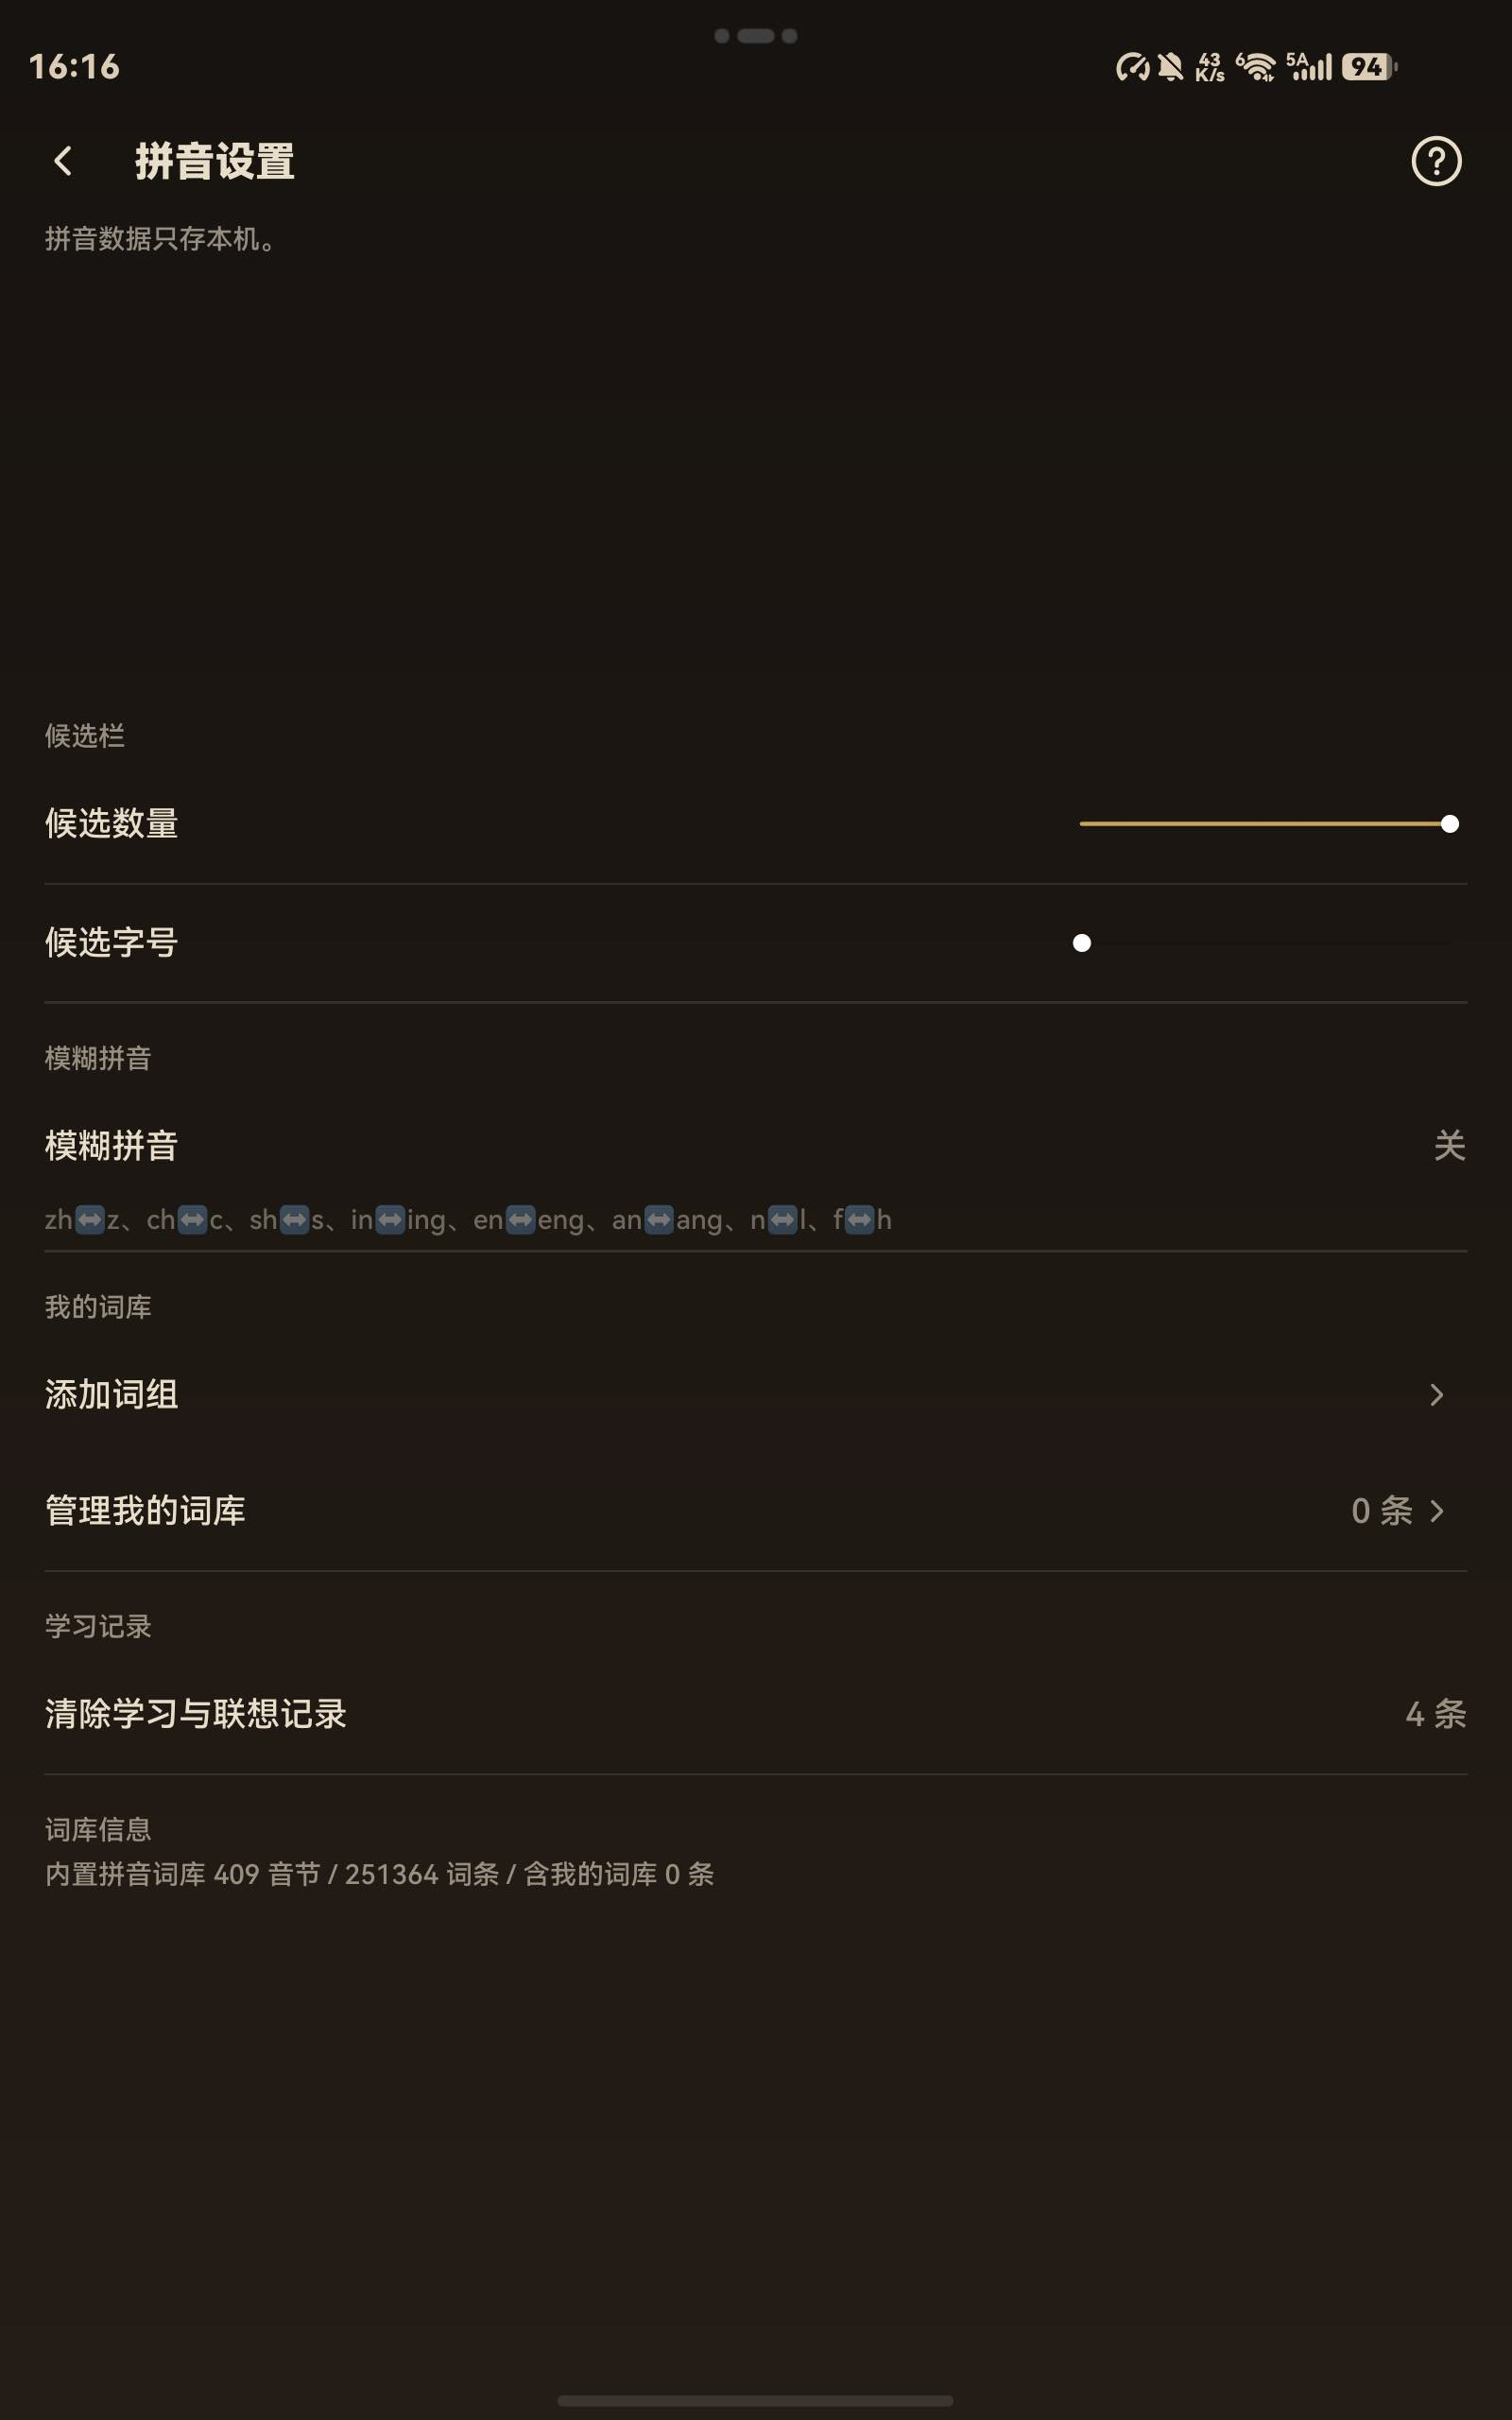 16:16
43 K/s 6 5A 94
拼音设置
拼音数据只存本机。
候选栏
候选数量
候选字号
模糊拼音
模糊拼音 关
zh↔️z、ch↔️c、sh↔️s、in↔️ing、en↔️eng、an↔️ang、n↔️l、f↔️h
我的词库
添加词组
管理我的词库 0 条
学习记录
清除学习与联想记录 4 条
词库信息
内置拼音词库 409 音节 / 251364 词条 / 含我的词库 0 条